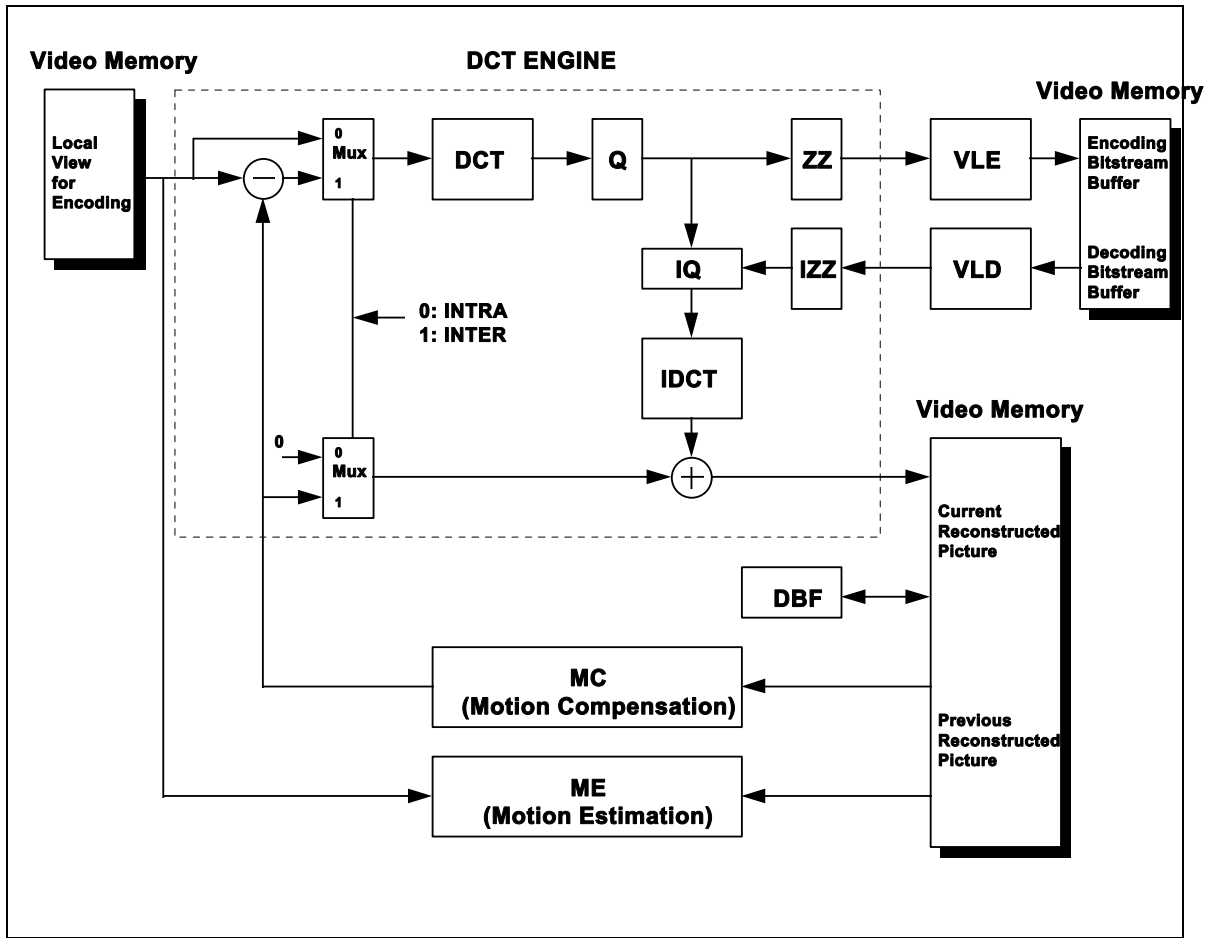 DCT ENGINE
Video Memory
Video Memory
Local
View
for
Encoding
0
Mux
1
DCT
Q
ZZ
VLE
Encoding
Bitstream
Buffer
IQ
IZZ
VLD
Decoding
Bitstream
Buffer
0: INTRA
1: INTER
IDCT
Video Memory
0
0
Mux
1
Current
Reconstructed
Picture
DBF
MC
(Motion Compensation)
Previous
Reconstructed
Picture
ME
(Motion Estimation)